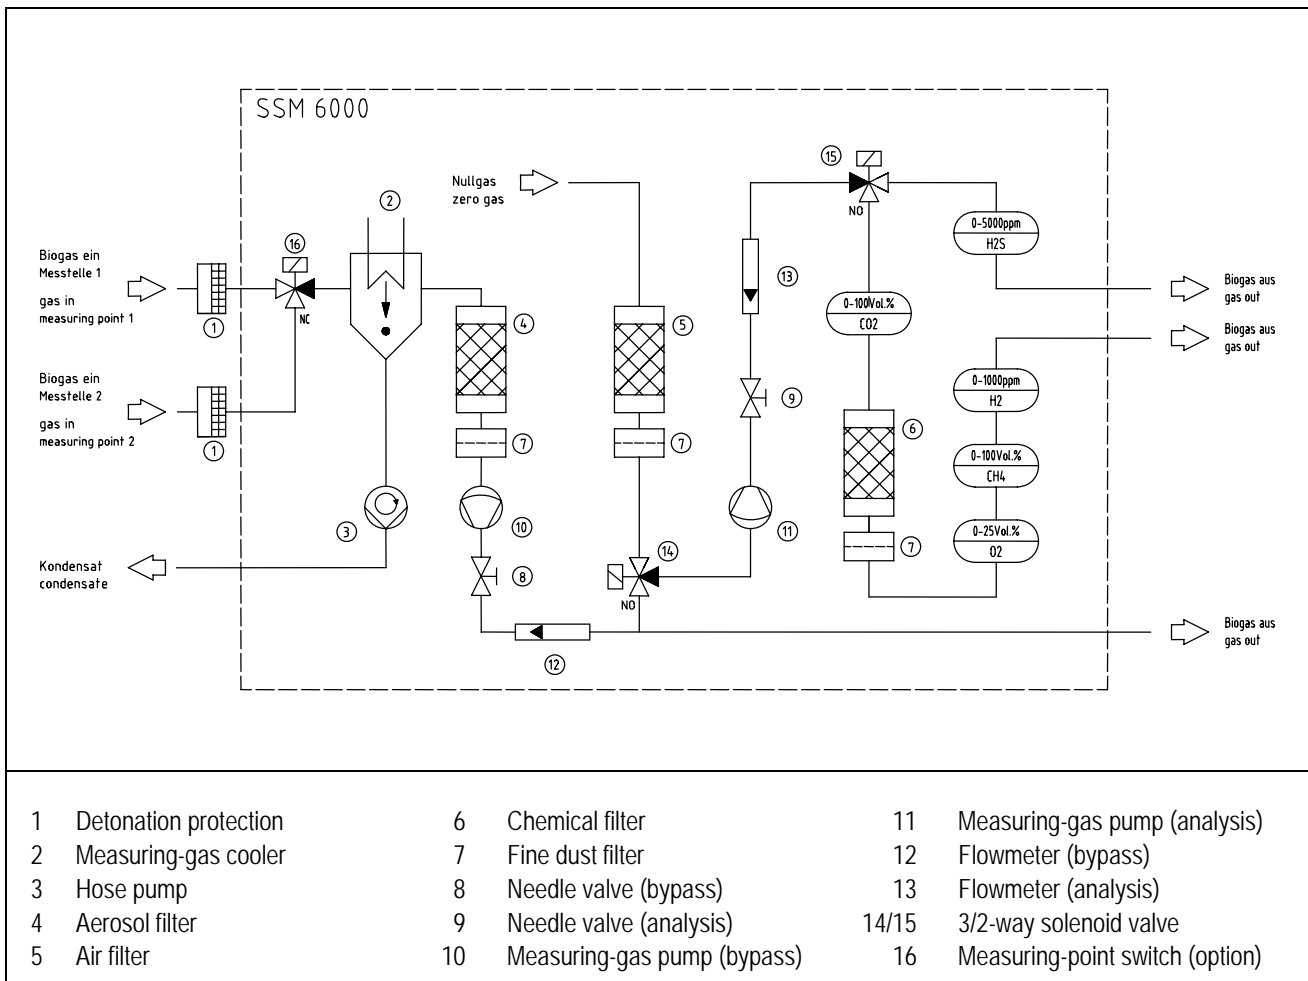 SSM 6000
15
Nullgas
zero gas
NO
2
0-5000ppm
H2S
16
Biogas ein
Messtelle 1
gas in
measuring point 1
13
Biogas aus
gas out
1
NC
4
5
0-100Vol.%
CO2
Biogas aus
gas out
Biogas ein
Messtelle 2
gas in
measuring point 2
1
9
0-1000ppm
H2
6
7
7
0-100Vol.%
CH4
3
10
11
0-25Vol.%
O2
7
14
Kondensat
condensate
8
NO
12
Biogas aus
gas out
1 Detonation protection
2 Measuring-gas cooler
3 Hose pump
4 Aerosol filter
5 Air filter
6 Chemical filter
7 Fine dust filter
8 Needle valve (bypass)
9 Needle valve (analysis)
10 Measuring-gas pump (bypass)
11 Measuring-gas pump (analysis)
12 Flowmeter (bypass)
13 Flowmeter (analysis)
14/15 3/2-way solenoid valve
16 Measuring-point switch (option)